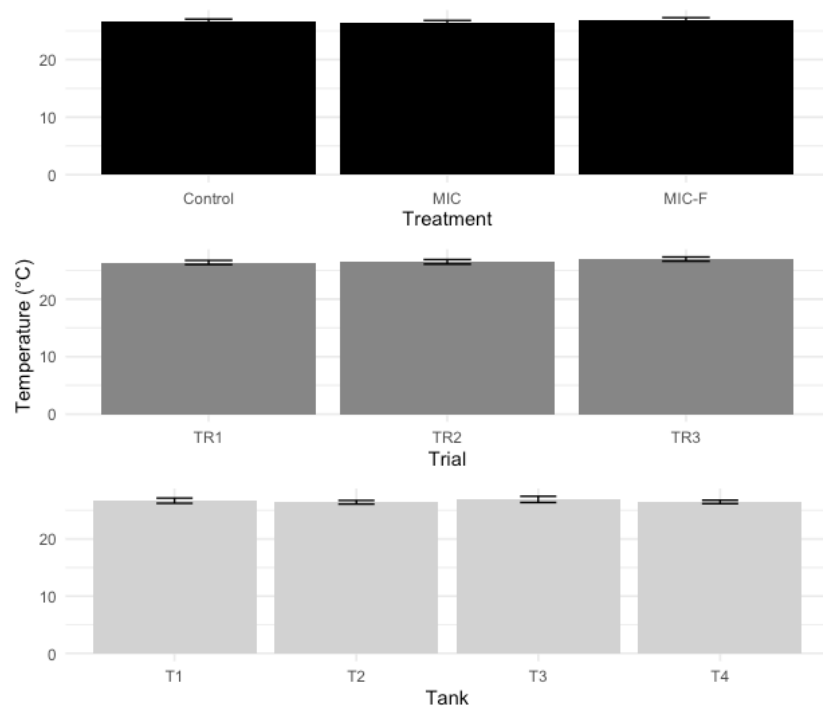 20
10
0
Control MIC MIC-F
Treatment
Temperature (°C)
20
10
0
TR1 TR2 TR3
Trial
20
10
0
T1 T2 T3 T4
Tank